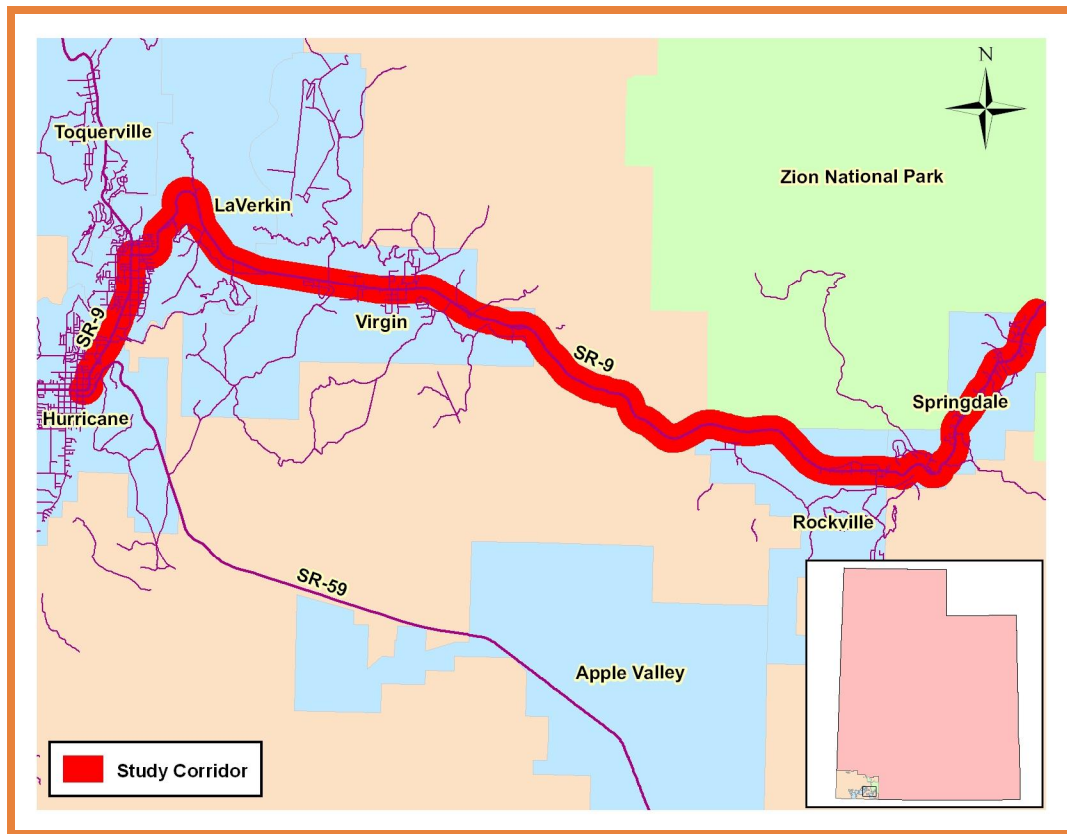 N
Toquerville
Zion National Park
LaVerkin
SR-9
Virgin
SR-9
Springdale
Hurricane
Rockville
SR-59
Apple Valley
Study Corridor